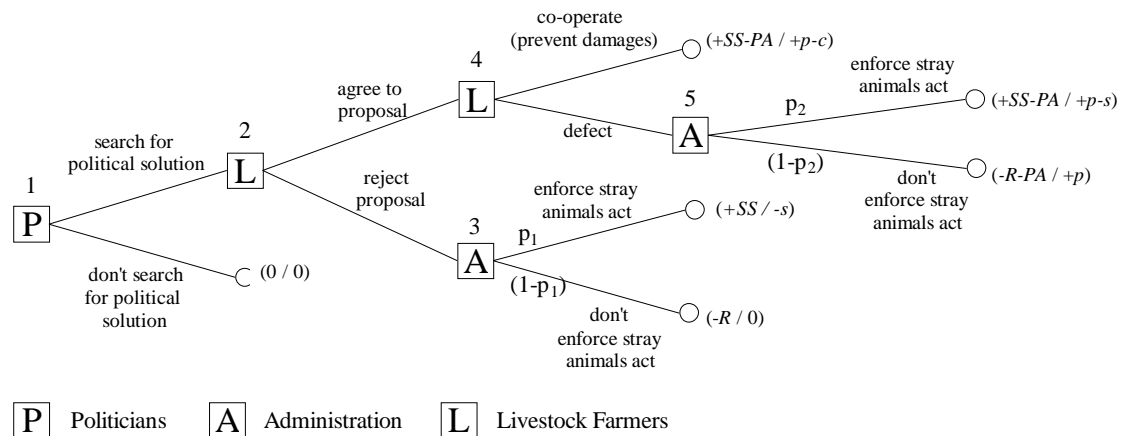 co-operate
(prevent damages)
(+SS-PA / +p-c)
4
L
enforce stray
animals act
agree to
proposal
5
A
p2
(+SS-PA / +p-s)
defect
2
L
search for
political solution
(1-p2)
(-R-PA / +p)
1
P
reject
proposal
enforce stray
animals act
don't
enforce stray
animals act
3
A
p1
(+SS / -s)
don't search
for political
solution
(0 / 0)
(1-p1)
don't
enforce stray
animals act
(-R / 0)
P Politicians A Administration L Livestock Farmers